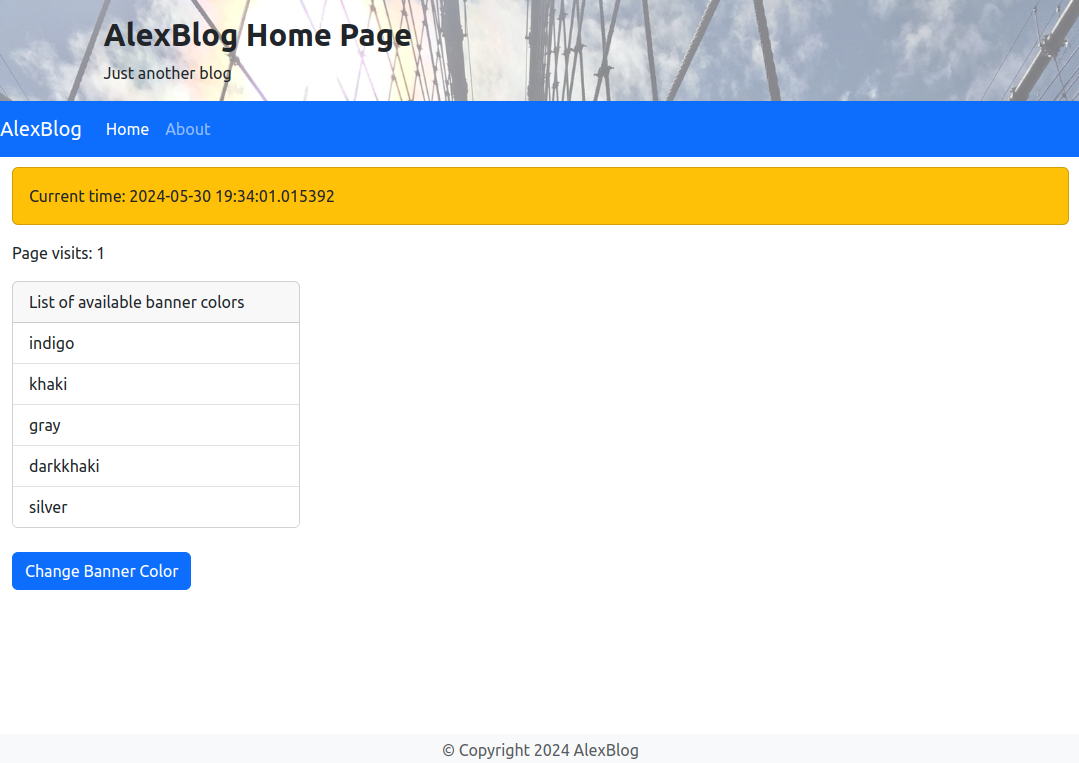 AlexBlog Home Page
Just another blog
AlexBlog Home About
Current time: 2024-05-30 19:34:01.015392
Page visits: 1
List of available banner colors
indigo
khaki
gray
darkkhaki
silver
Change Banner Color
© Copyright 2024 AlexBlog